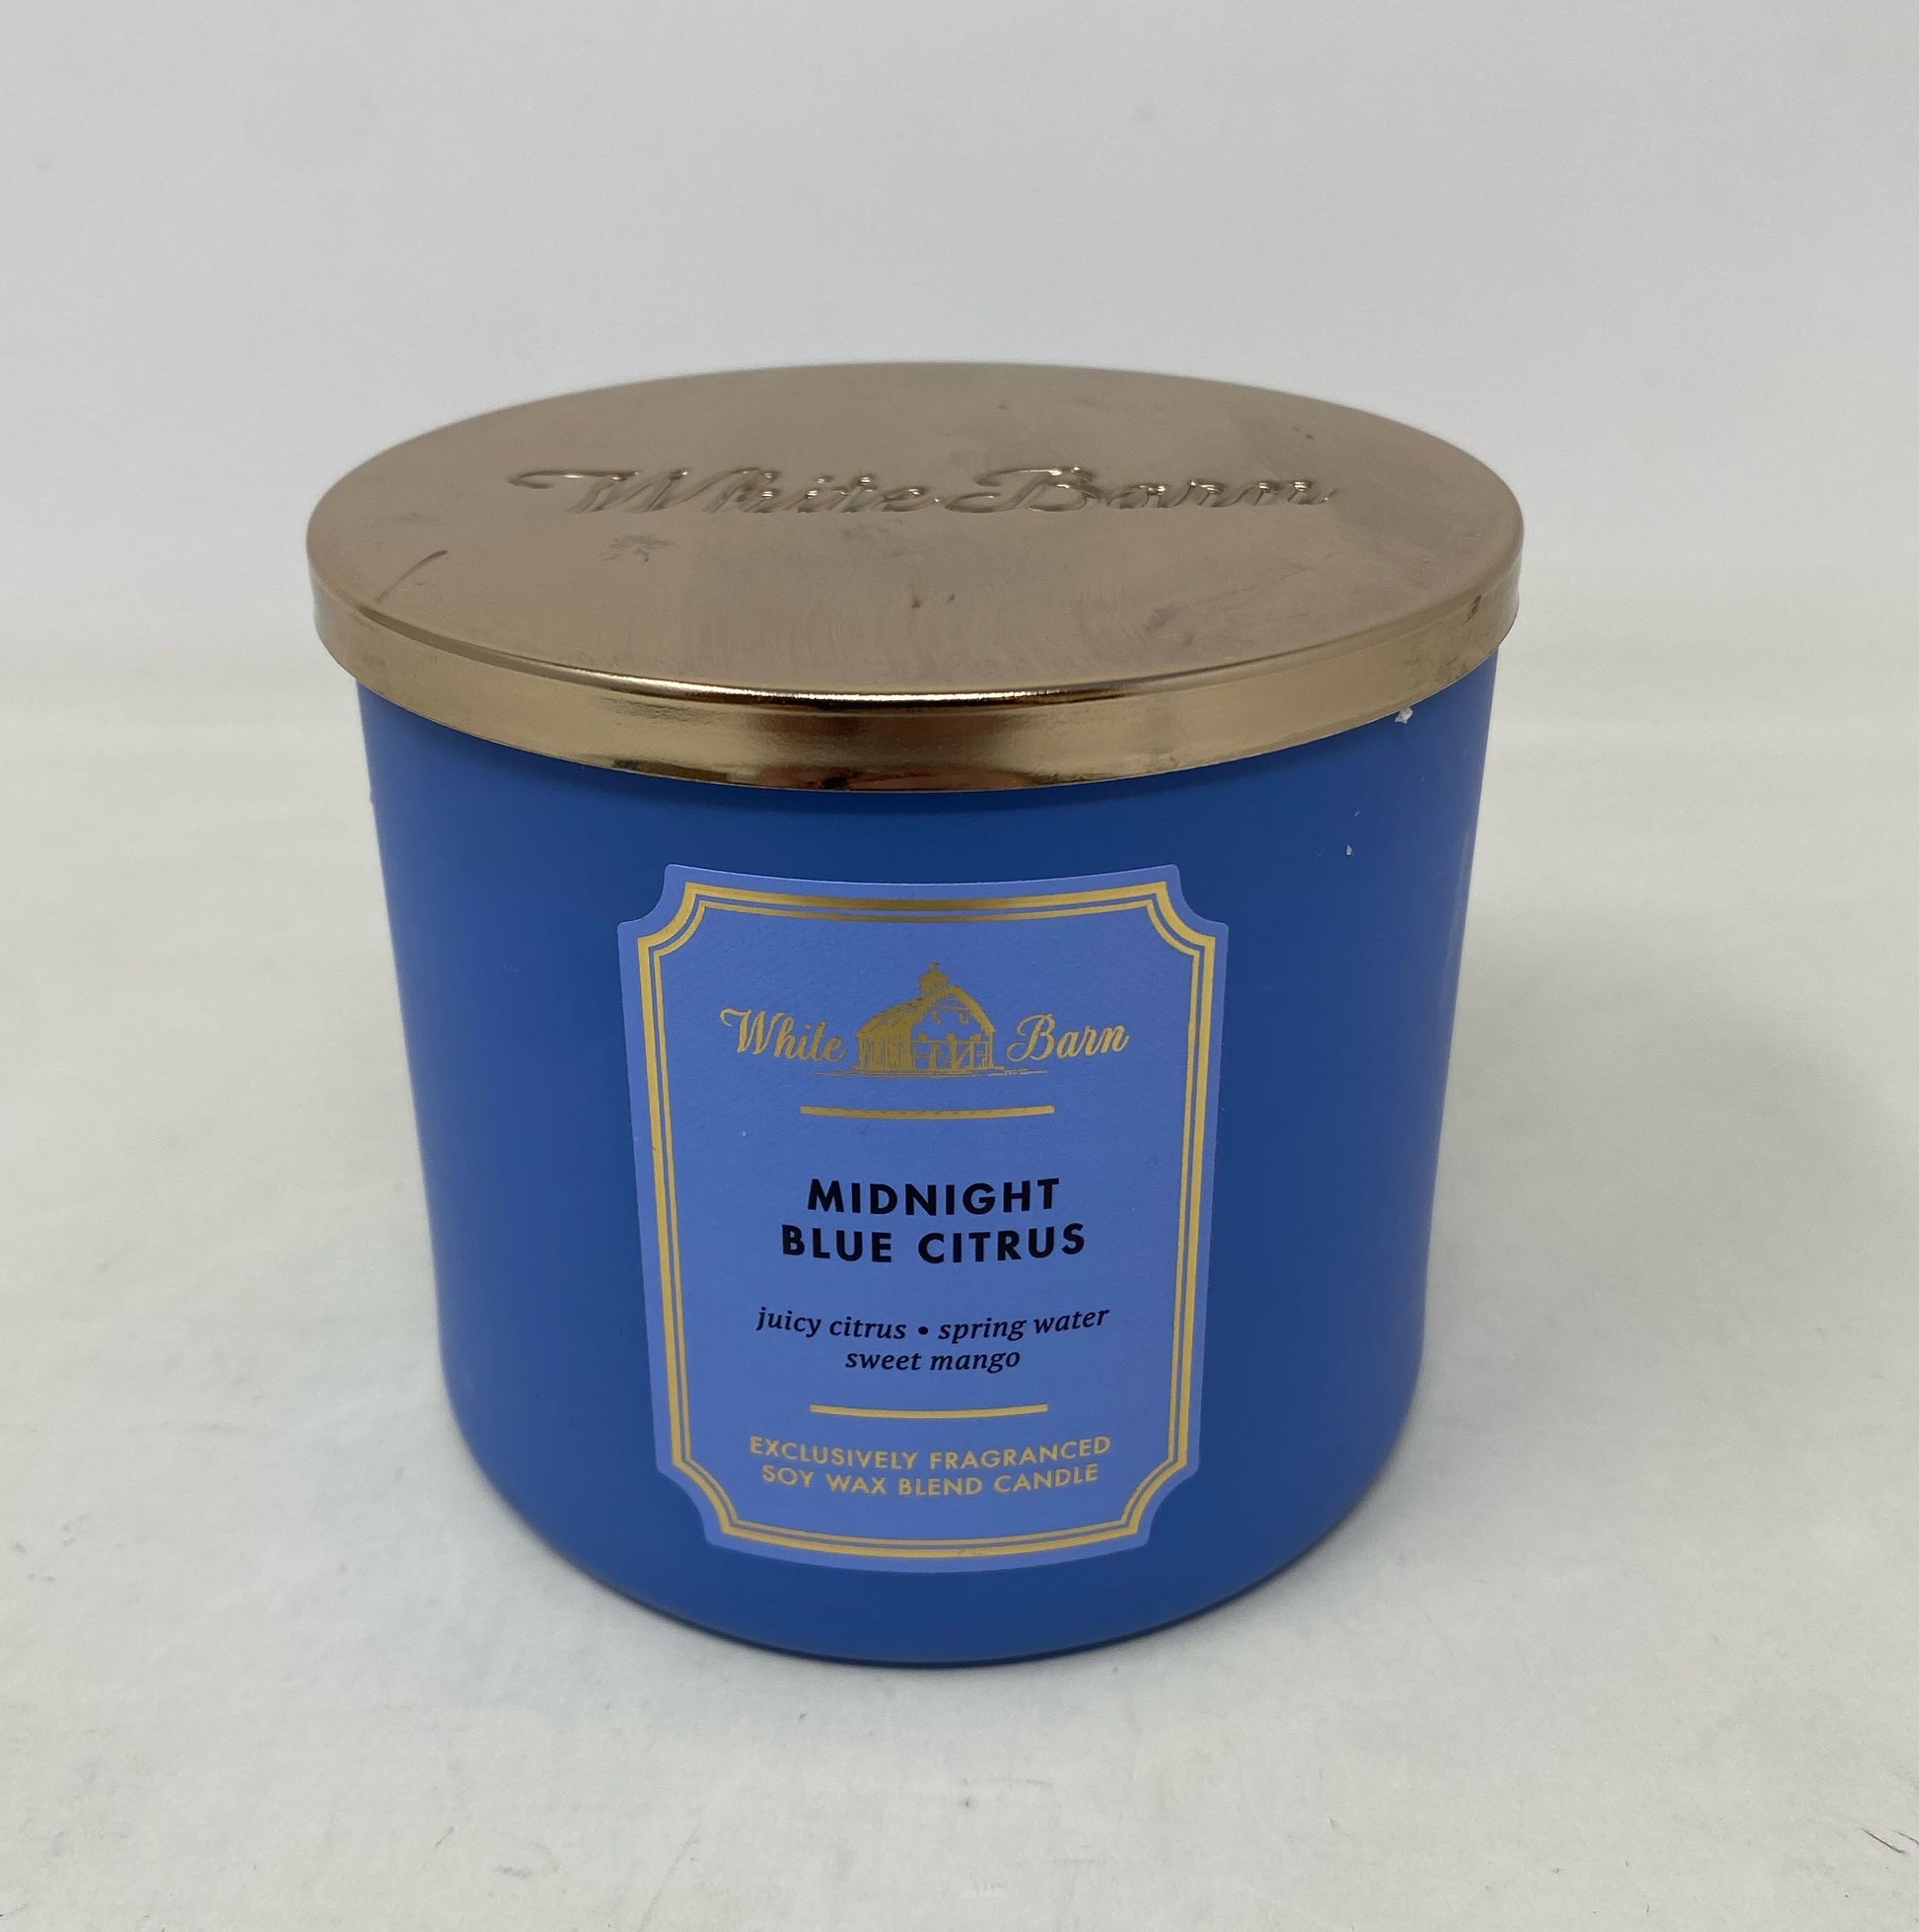 White Barn
White Barn
MIDNIGHT
BLUE CITRUS
juicy citrus • spring water
sweet mango
EXCLUSIVELY FRAGRANCED
SOY WAX BLEND CANDLE